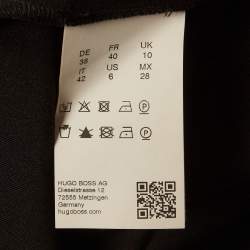 DE FR UK
38 40 10
IT US MX
42 6 28
HUGO BOSS AG
Dieselstrasse 12
72555 Metzingen
Germany
hugoboss.com